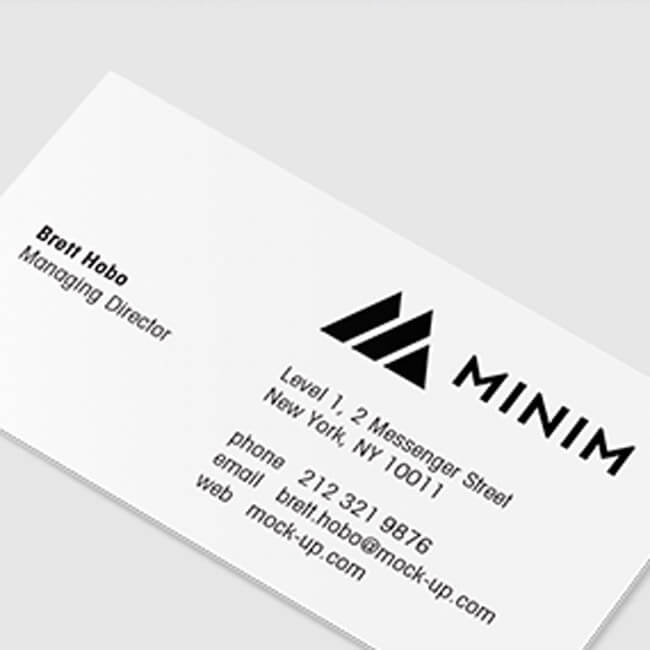 Brett Hobo
Managing Director
MINIM
Level 1, 2 Messenger Street
New York, NY 10011
phone 212 321 9876
email brett.hobo@mock-up.com
web mock-up.com